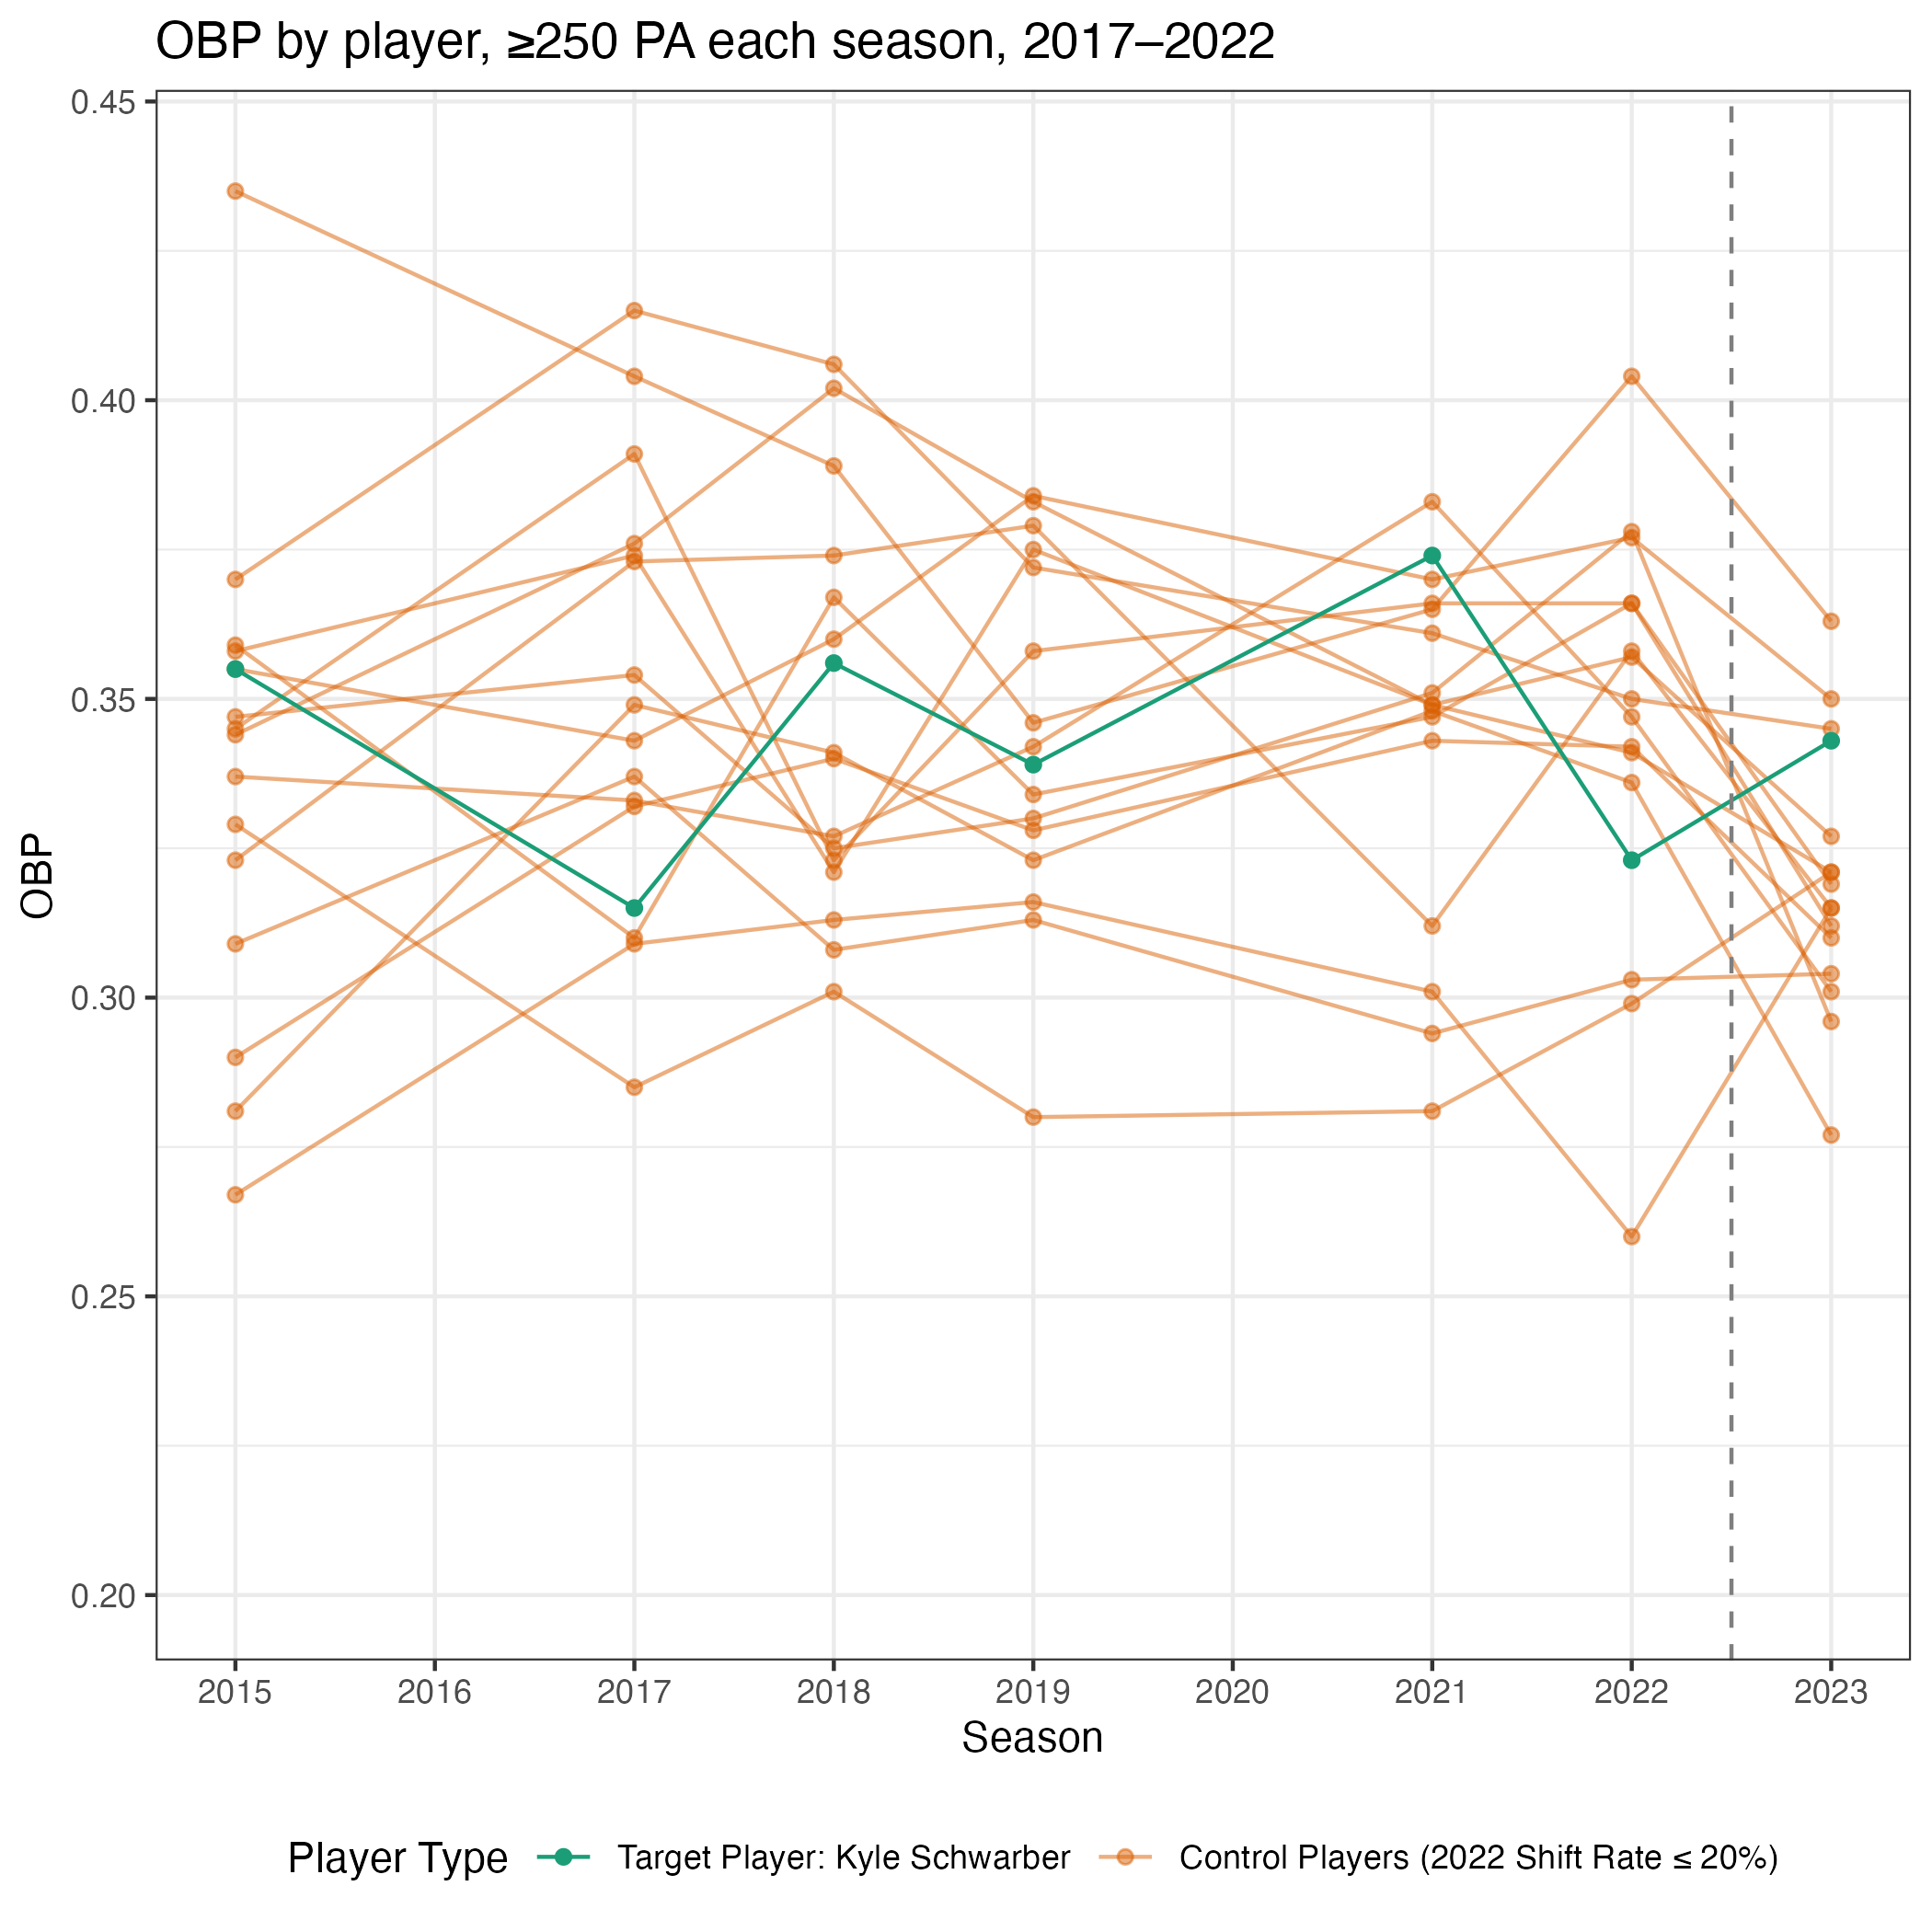 OBP by player, ≥250 PA each season, 2017–2022
0.45
0.40
0.35
0.30
0.25
0.20
OBP
2015 2016 2017 2018 2019 2020 2021 2022 2023
Season
Player Type Target Player: Kyle Schwarber Control Players (2022 Shift Rate ≤ 20%)